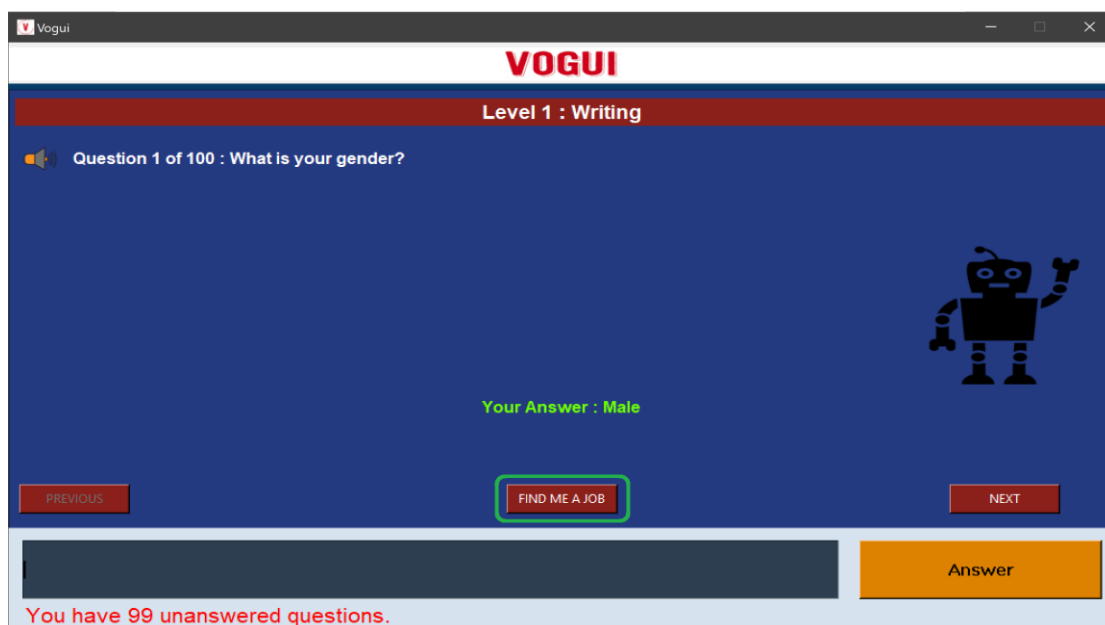 Vogui
VOGUI
Level 1 : Writing
Question 1 of 100 : What is your gender?
Your Answer : Male
PREVIOUS
FIND ME A JOB
NEXT
Answer
You have 99 unanswered questions.